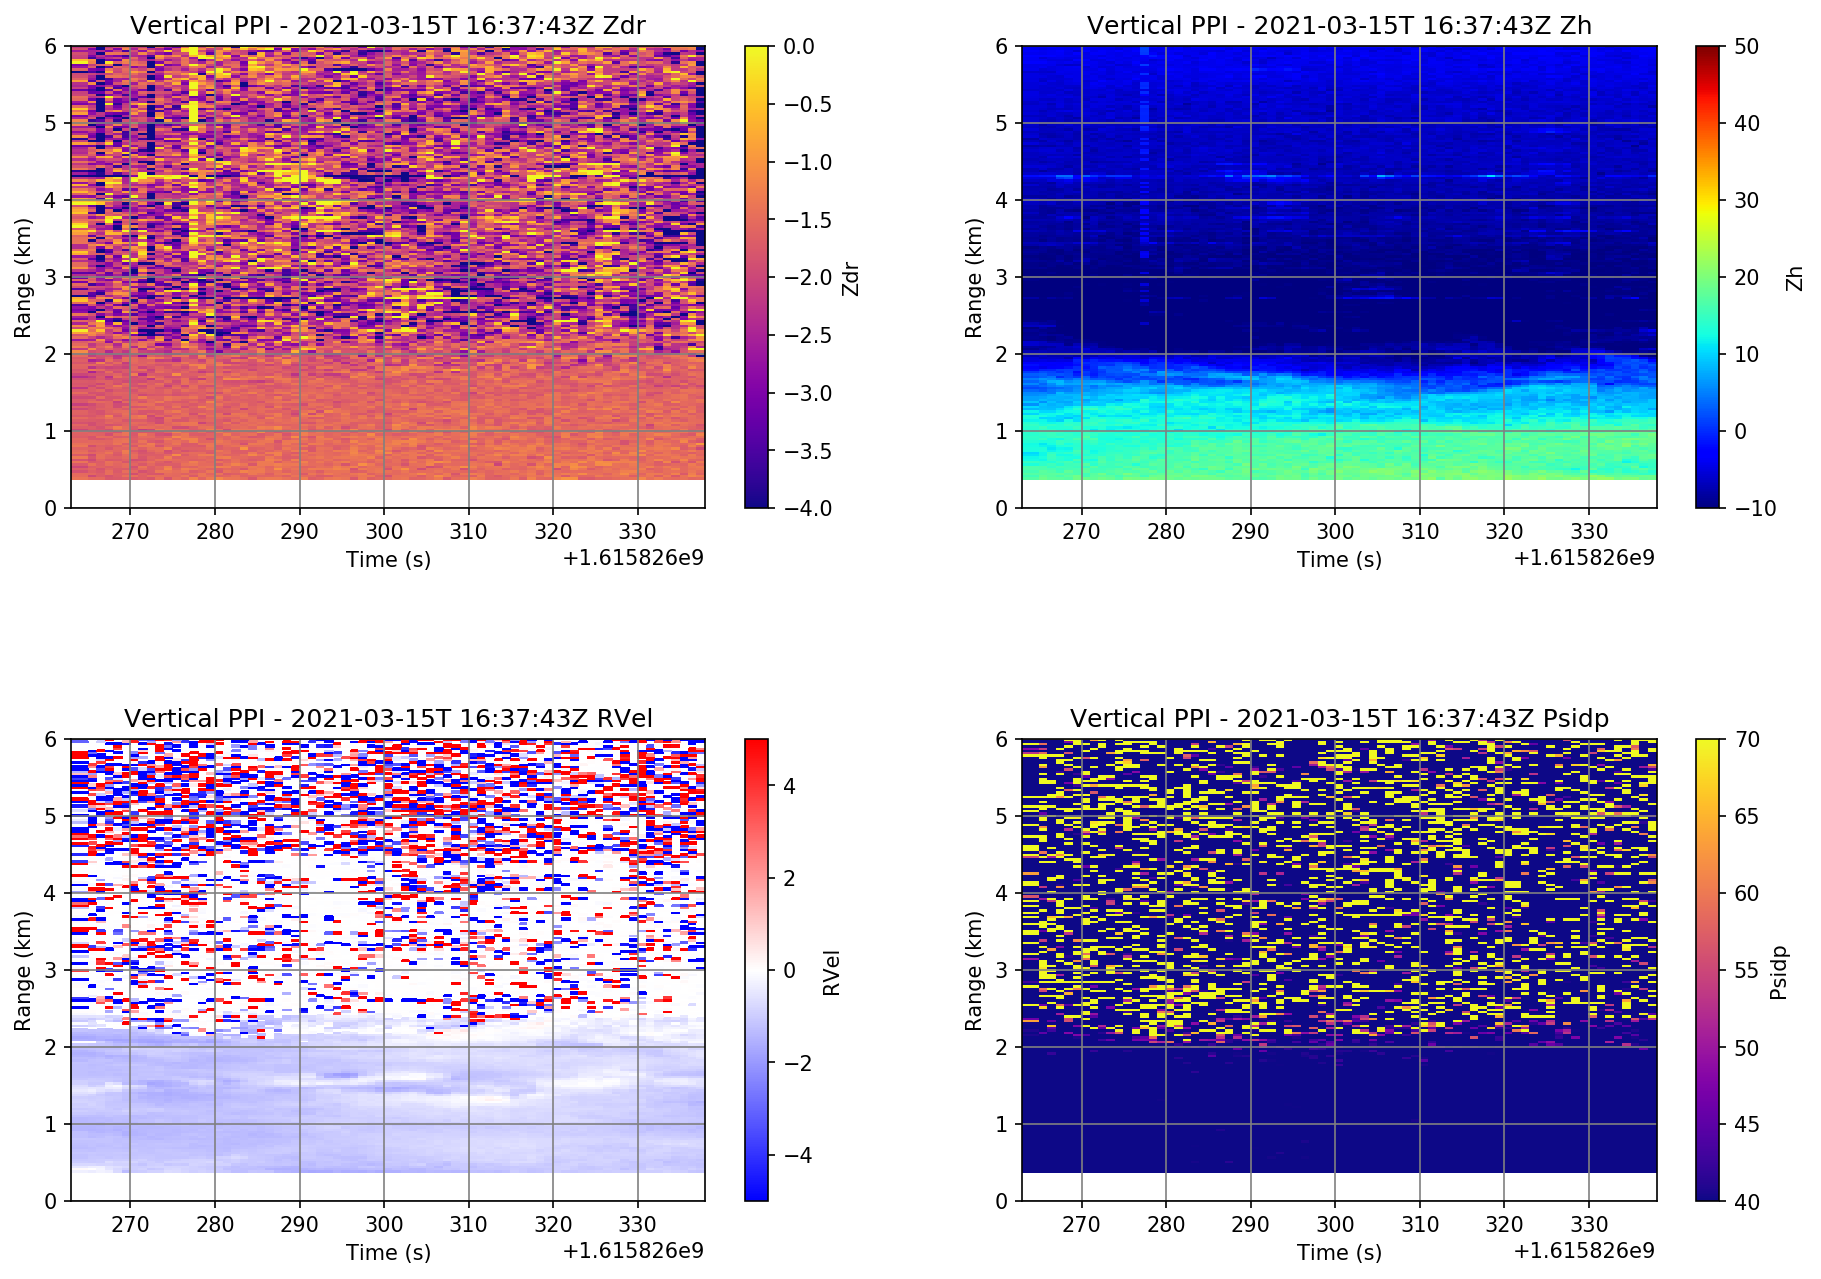 Vertical PPI - 2021-03-15T 16:37:43Z Zdr
6
5
4
3
2
1
0
Range (km)
270 280 290 300 310 320 330
Time (s)
+1.615826e9
0.0
−0.5
−1.0
−1.5
−2.0
−2.5
−3.0
−3.5
−4.0
Zdr
Vertical PPI - 2021-03-15T 16:37:43Z Zh
6
5
4
3
2
1
0
Range (km)
270 280 290 300 310 320 330
Time (s)
+1.615826e9
50
40
30
20
10
0
−10
Zh
Vertical PPI - 2021-03-15T 16:37:43Z RVel
6
5
4
3
2
1
0
Range (km)
270 280 290 300 310 320 330
Time (s)
+1.615826e9
4
2
0
−2
−4
RVel
Vertical PPI - 2021-03-15T 16:37:43Z Psidp
6
5
4
3
2
1
0
Range (km)
270 280 290 300 310 320 330
Time (s)
+1.615826e9
70
65
60
55
50
45
40
Psidp